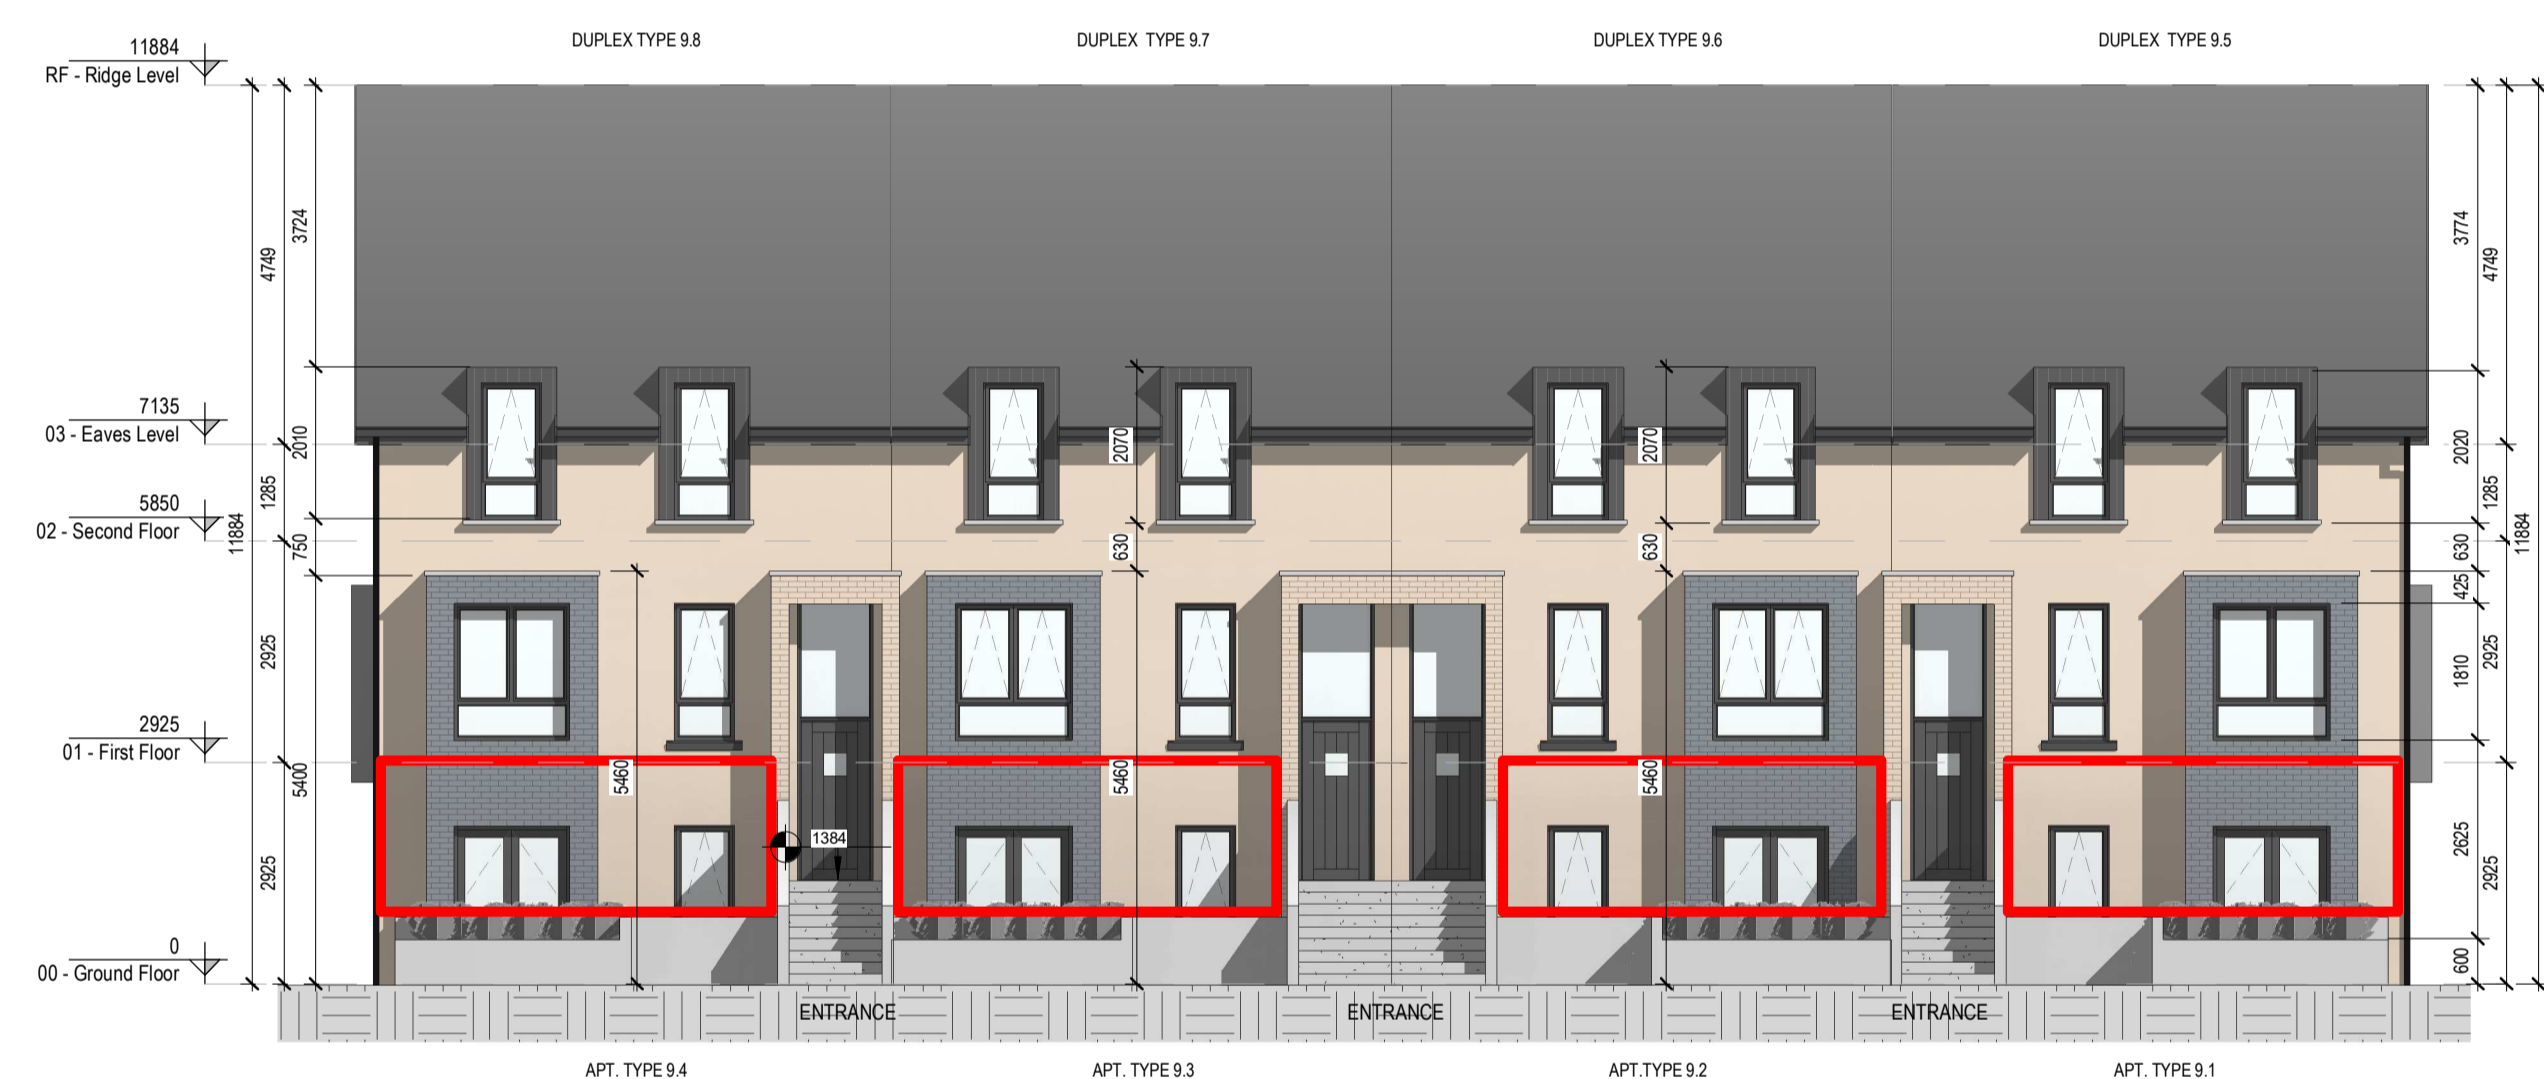 DUPLEX TYPE 9.8
DUPLEX TYPE 9.7
DUPLEX TYPE 9.6
DUPLEX TYPE 9.5
11884
RF - Ridge Level
7135
03 - Eaves Level
5850
02 - Second Floor
2925
01 - First Floor
0
00 - Ground Floor
11884
4749
1285
2925
2925
3724
2010
750
5400
5460
1384
2070
630
5460
2070
630
5460
3774
2020
630
425
1810
2625
600
4749
1285
2925
2925
11884
ENTRANCE
ENTRANCE
ENTRANCE
APT. TYPE 9.4
APT. TYPE 9.3
APT.TYPE 9.2
APT. TYPE 9.1